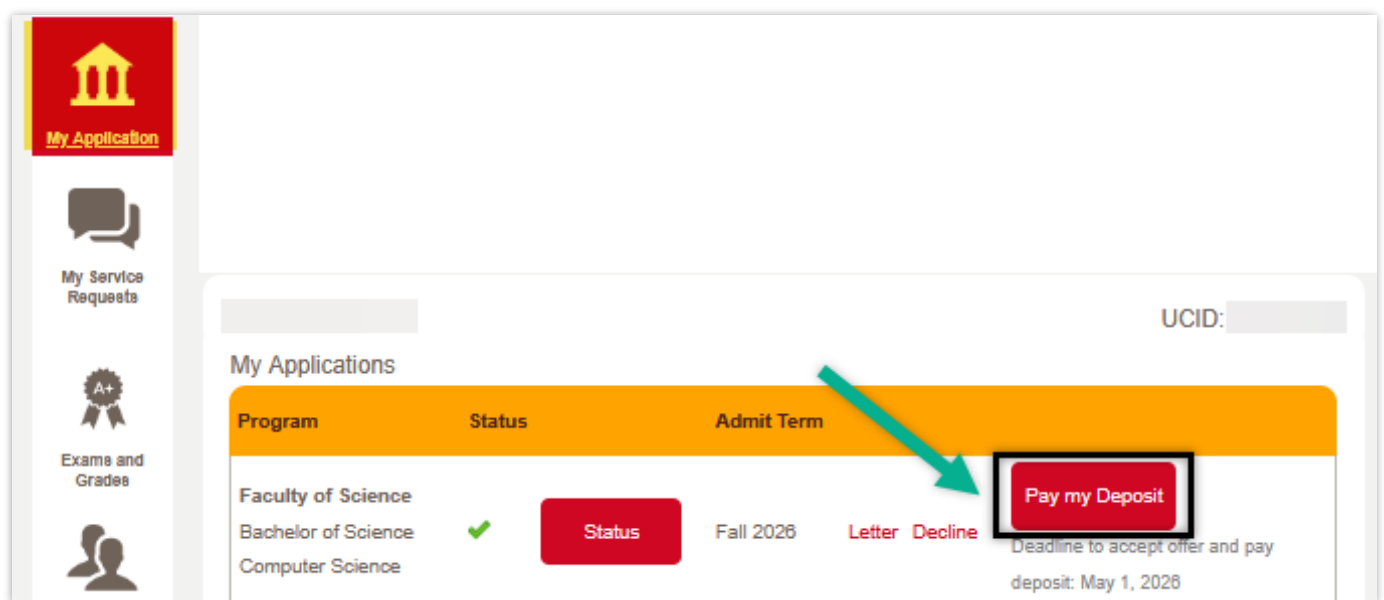 My Application
My Service
Requests
A+
Exams and
Grades
UCID:
My Applications
Program Status Admit Term
Faculty of Science
Bachelor of Science
Computer Science
Status
Fall 2026
Letter Decline
Pay my Deposit
Deadline to accept offer and pay
deposit: May 1, 2026